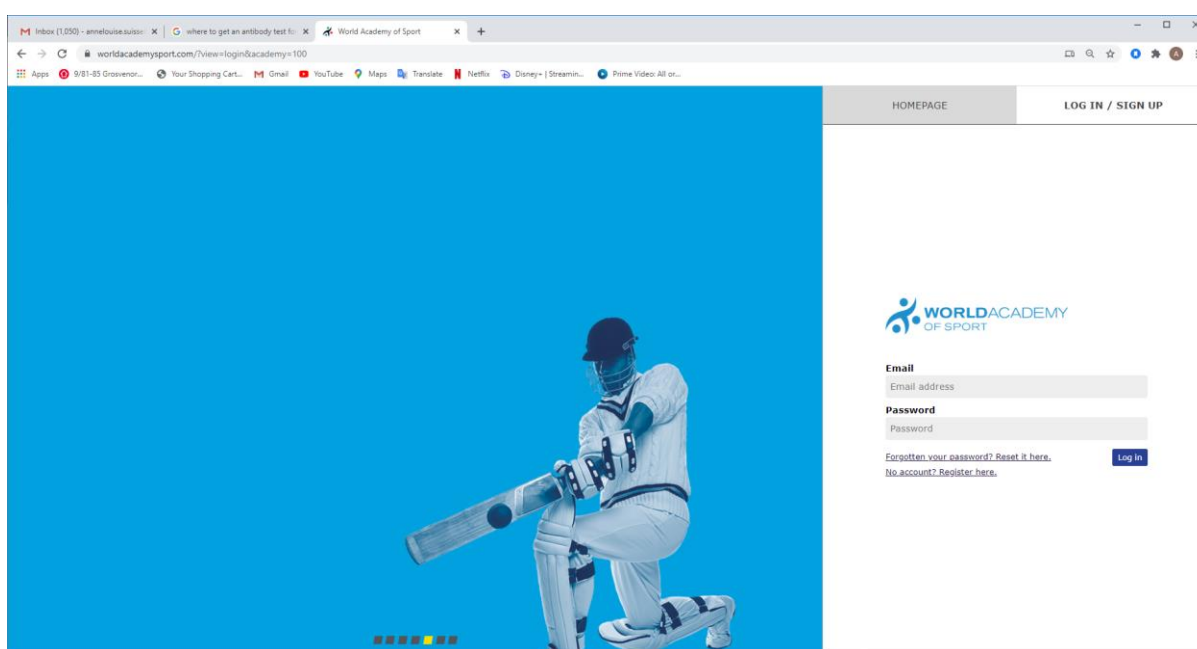 Inbox (1,050) - annelouise.suisse
where to get an antibody test fo
World Academy of Sport
worldacademysport.com/?view=login&academy=100
Apps 9/81-85 Grosvenor... Your Shopping Cart... Gmail YouTube Maps Translate Netflix Disney+ | Streamin... Prime Video: All or...
HOMEPAGE
LOG IN / SIGN UP
WORLDACADEMY
OF SPORT
Email
Email address
Password
Password
Forgotten your password? Reset it here.
Log in
No account? Register here.